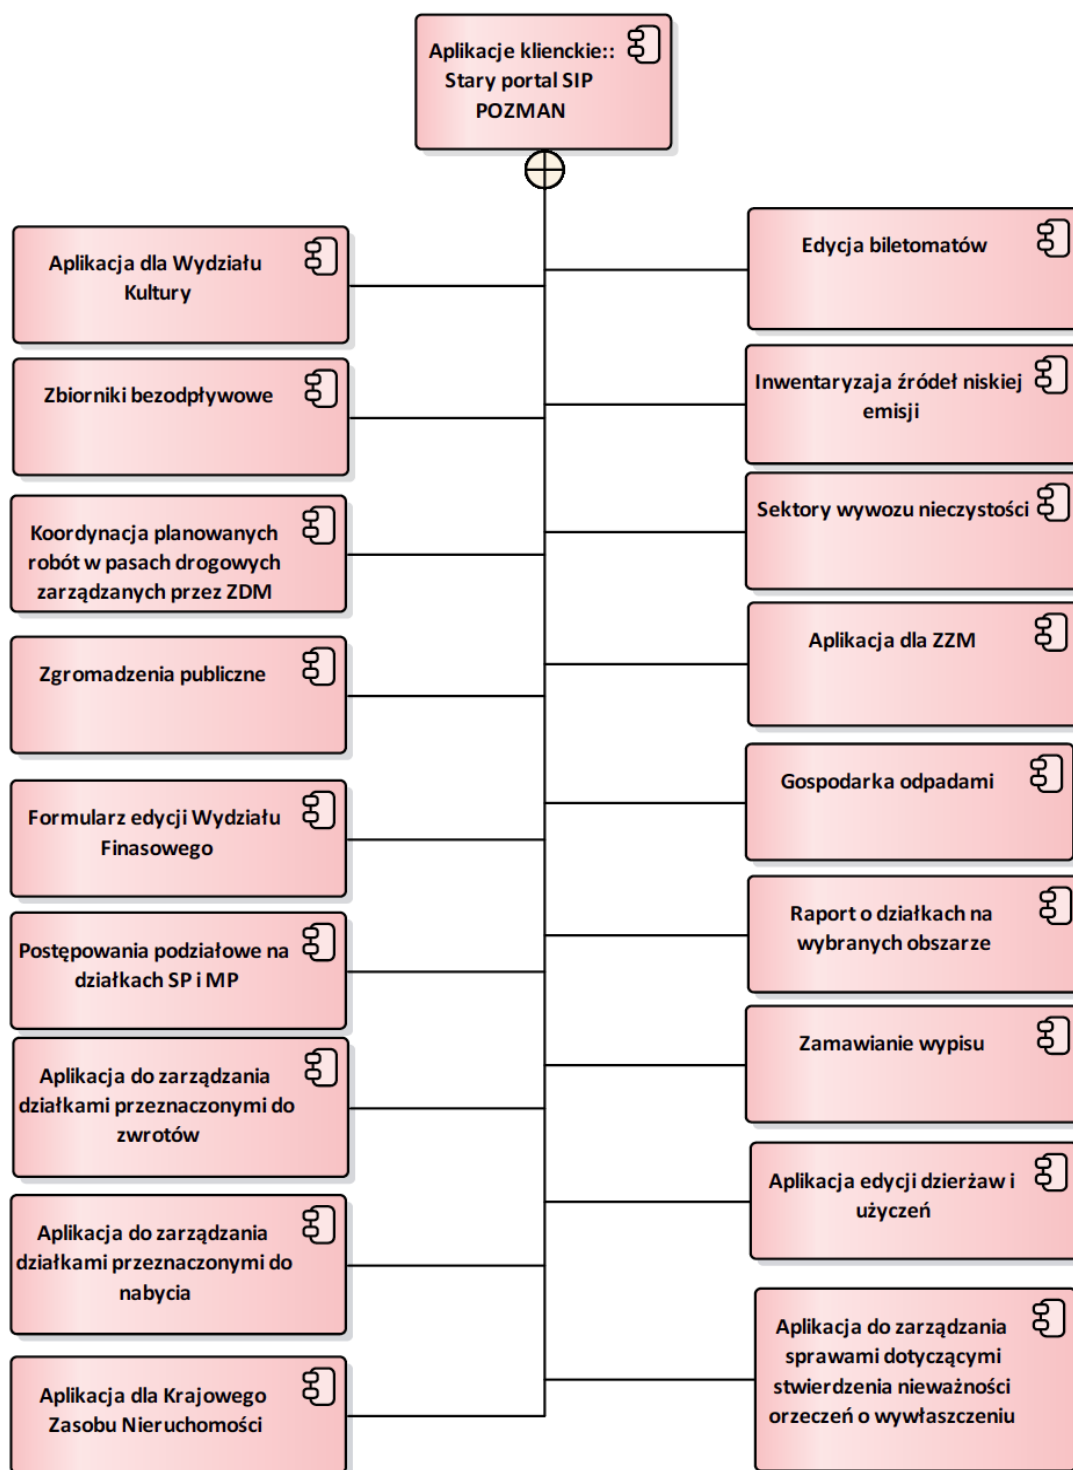 Aplikacje klienckie::
Stary portal SIP
POZMAN
Aplikacja dla Wydziału
Kultury
Zbiorniki bezodpływowe
Koordynacja planowanych
robót w pasach drogowych
zarządzanych przez ZDM
Zgromadzenia publiczne
Formularz edycji Wydziału
Finasowego
Postępowania podziałowe na
działkach SP i MP
Aplikacja do zarządzania
działkami przeznaczonymi do
zwrotów
Aplikacja do zarządzania
działkami przeznaczonymi do
nabycia
Aplikacja dla Krajowego
Zasobu Nieruchomości
Edycja biletomatów
Inwentaryzaja źródeł niskiej
emisji
Sektory wywozu nieczystości
Aplikacja dla ZZM
Gospodarka odpadami
Raport o działkach na
wybranych obszarze
Zamawianie wypisu
Aplikacja edycji dzierżaw i
użyczeń
Aplikacja do zarządzania
sprawami dotyczącymi
stwierdzenia nieważności
orzeczeń o wywłaszczeniu